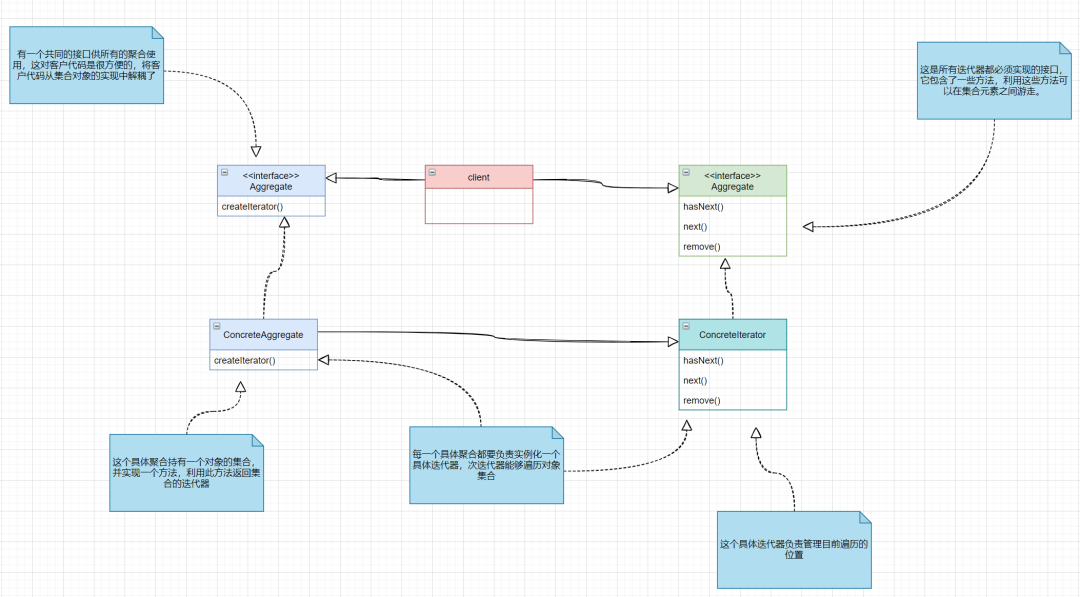 有一个共同的接口供所有的聚合使
用，这对客户代码是很方便的，将客
户代码从集合对象的实现中解耦了
这是所有迭代器都必须实现的接口，
它包含了一些方法，利用这些方法可
以在集合元素之间游走。
<<interface>>
Aggregate
createIterator()
client
<<interface>>
Aggregate
hasNext()
next()
remove()
ConcreteAggregate
createIterator()
ConcreteIterator
hasNext()
next()
remove()
这个具体聚合持有一个对象的集合，
并实现一个方法，利用此方法返回集
合的迭代器
每一个具体聚合都要负责实例化一个
具体迭代器，次迭代器能够遍历对象
集合
这个具体迭代器负责管理目前遍历的
位置